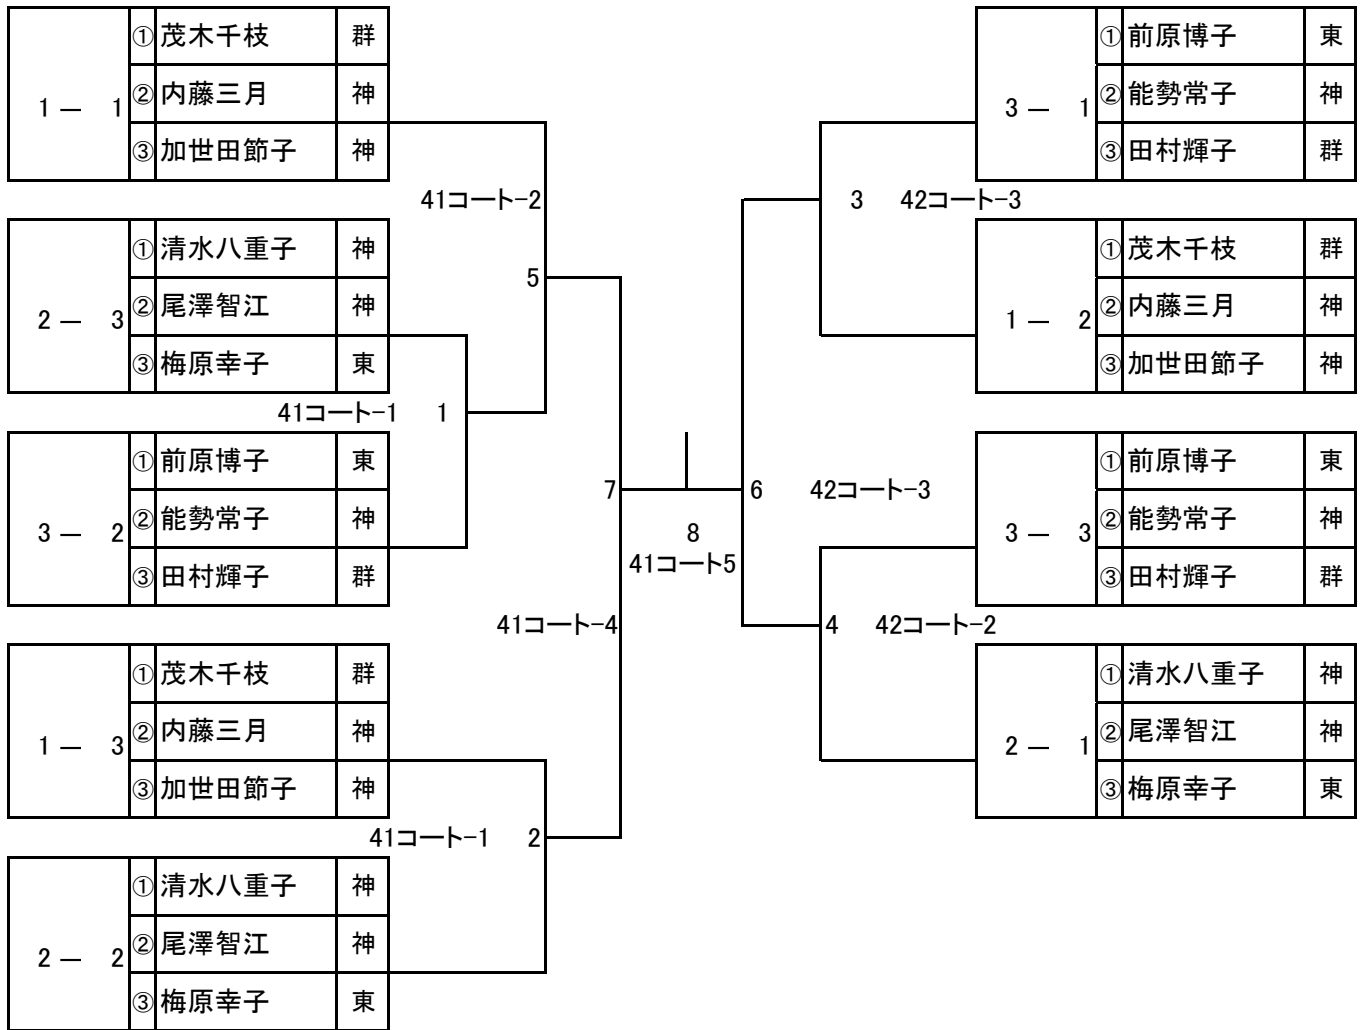 ① 茂木千枝 群
1 ー 1 ② 内藤三月 神
③ 加世田節子 神
41コート-2
① 清水八重子 神
5
2 ー 3 ② 尾澤智江 神
③ 梅原幸子 東
41コート-1 1
① 前原博子 東
7
3 ー 2 ② 能勢常子 神
③ 田村輝子 群
41コート-4
① 茂木千枝 群
1 ー 3 ② 内藤三月 神
③ 加世田節子 神
41コート-1 2
① 清水八重子 神
2 ー 2 ② 尾澤智江 神
③ 梅原幸子 東
8
41コート5
① 前原博子 東
3 ー 1 ② 能勢常子 神
③ 田村輝子 群
3 42コート-3
① 茂木千枝 群
1 ー 2 ② 内藤三月 神
③ 加世田節子 神
6 42コート-3
① 前原博子 東
3 ー 3 ② 能勢常子 神
③ 田村輝子 群
4 42コート-2
① 清水八重子 神
2 ー 1 ② 尾澤智江 神
③ 梅原幸子 東